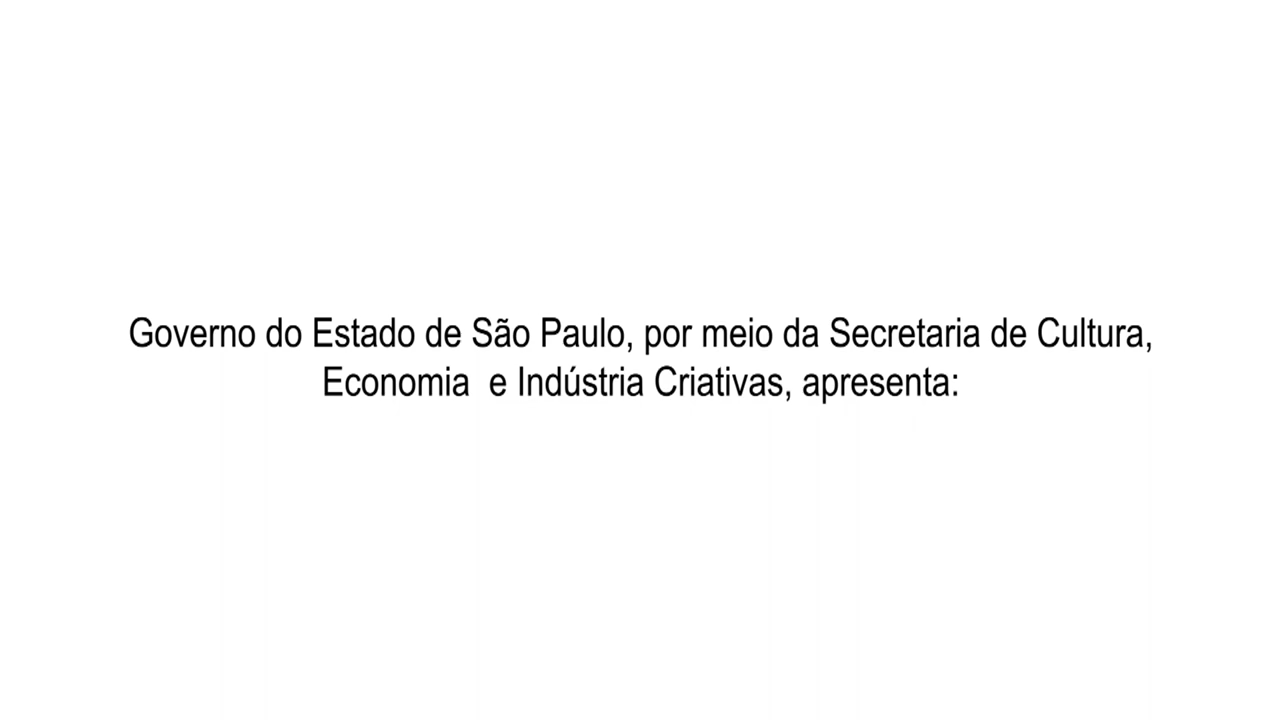 Governo do Estado de São Paulo, por meio da Secretaria de Cultura,
Economia  e Indústria Criativas, apresenta: